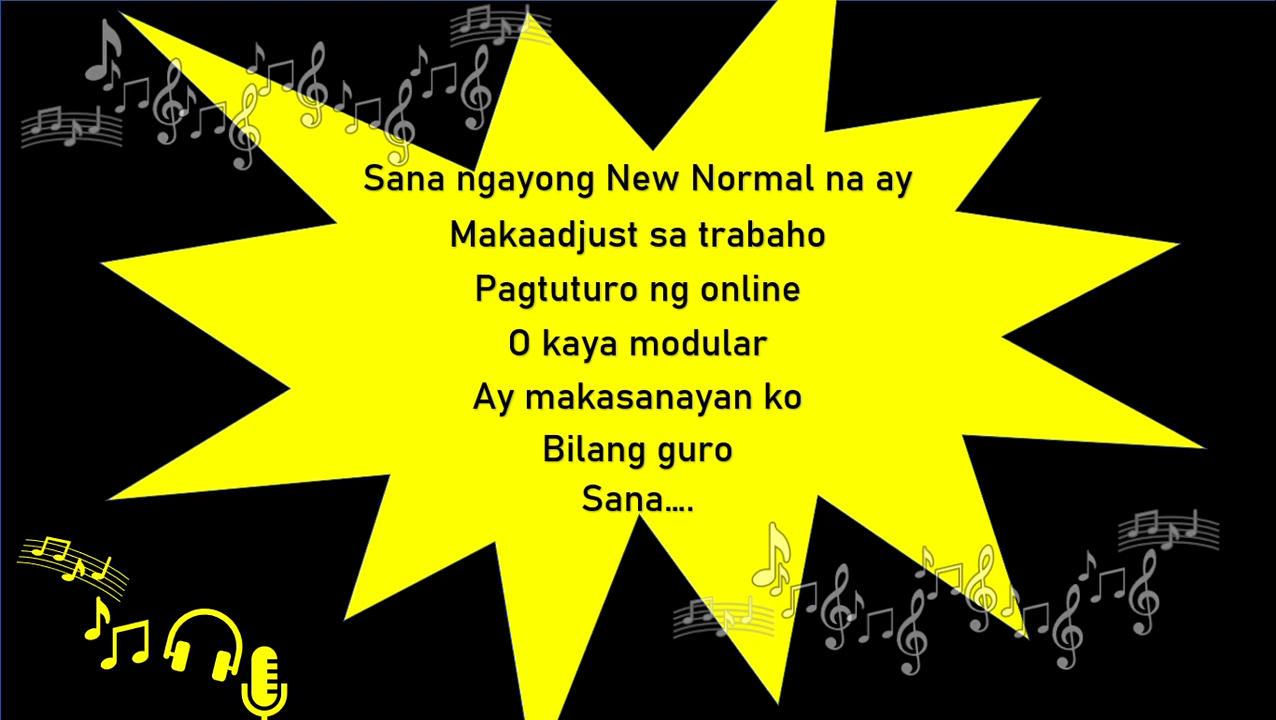 Sana ngayong New Normal na ay
Makaadjust sa trabaho
Pagtuturo ng online
O kaya modular
Ay makasanayan ko
Bilang guro
Sana....